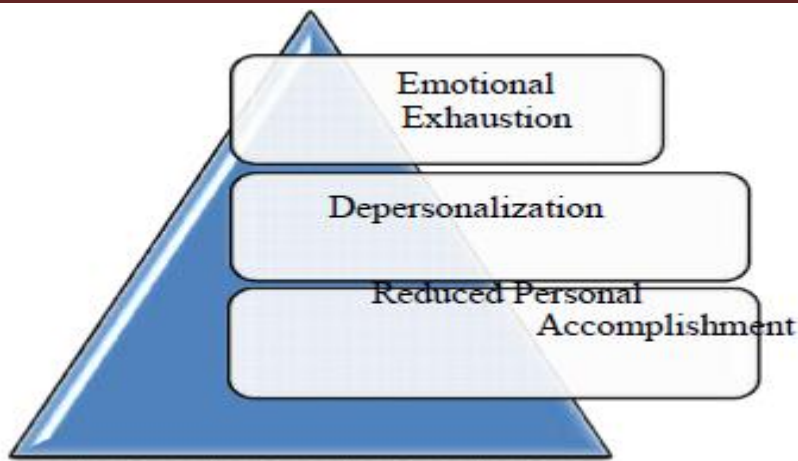 Emotional
Exhaustion
Depersonalization
Reduced Personal
Accomplishment